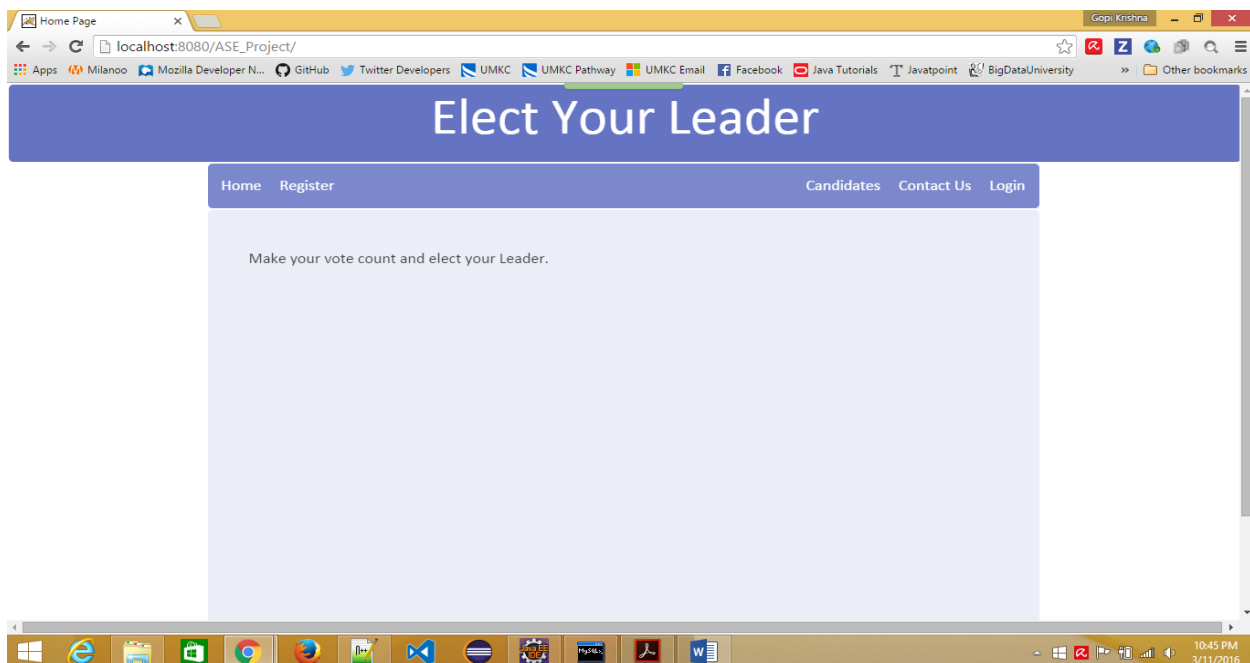 Home Page
Gopi Krishna
localhost:8080/ASE_Project/
Apps Milanoo Mozilla Developer N... GitHub Twitter Developers UMKC UMKC Pathway UMKC Email Facebook Java Tutorials Javatpoint BigDataUniversity » Other bookmarks
Elect Your Leader
Home Register Candidates Contact Us Login
Make your vote count and elect your Leader.
10:45 PM
3/11/2016